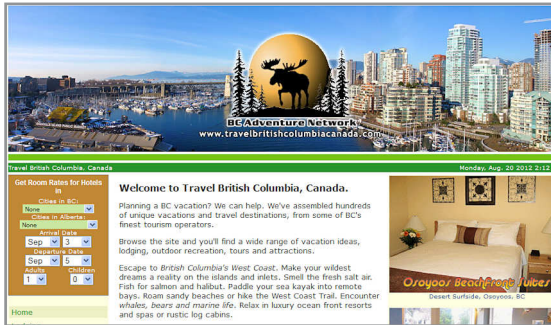 BC Adventure Network
www.travelbritishcolumbiacanada.com
Travel British Columbia, Canada
Monday, Aug. 20 2012 2:12
Get Room Rates for Hotels
in
Cities in BC:
None
Cities in Alberta:
None
Arrival Date
Sep 3
Departure Date
Sep 5
Adults Children
1 0
Home
Welcome to Travel British Columbia, Canada.
Planning a BC vacation? We can help. We've assembled hundreds
of unique vacations and travel destinations, from some of BC's
finest tourism operators.
Browse the site and you'll find a wide range of vacation ideas,
lodging, outdoor recreation, tours and attractions.
Escape to British Columbia's West Coast. Make your wildest
dreams a reality on the islands and inlets. Smell the fresh salt air.
Fish for salmon and halibut. Paddle your sea kayak into remote
bays. Roam sandy beaches or hike the West Coast Trail. Encounter
whales, bears and marine life. Relax in luxury ocean front resorts
and spas or rustic log cabins.
Osoyoos BeachFront Suites
Desert Surfside, Osoyoos, BC